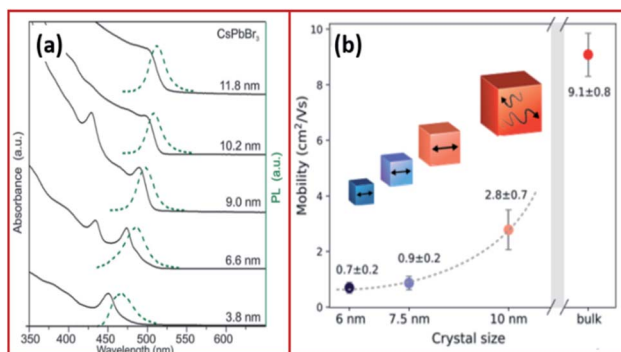 (a)
CsPbBr₃
11.8 nm
10.2 nm
9.0 nm
6.6 nm
3.8 nm
Absorbance (a.u.)
PL (a.u.)
350 400 450 500 550 600
Wavelength (nm)
(b)
Mobility (cm²/Vs)
10
8
6
4
2
0
9.1±0.8
2.8±0.7
0.7±0.2
0.9±0.2
6 nm 7.5 nm 10 nm bulk
Crystal size